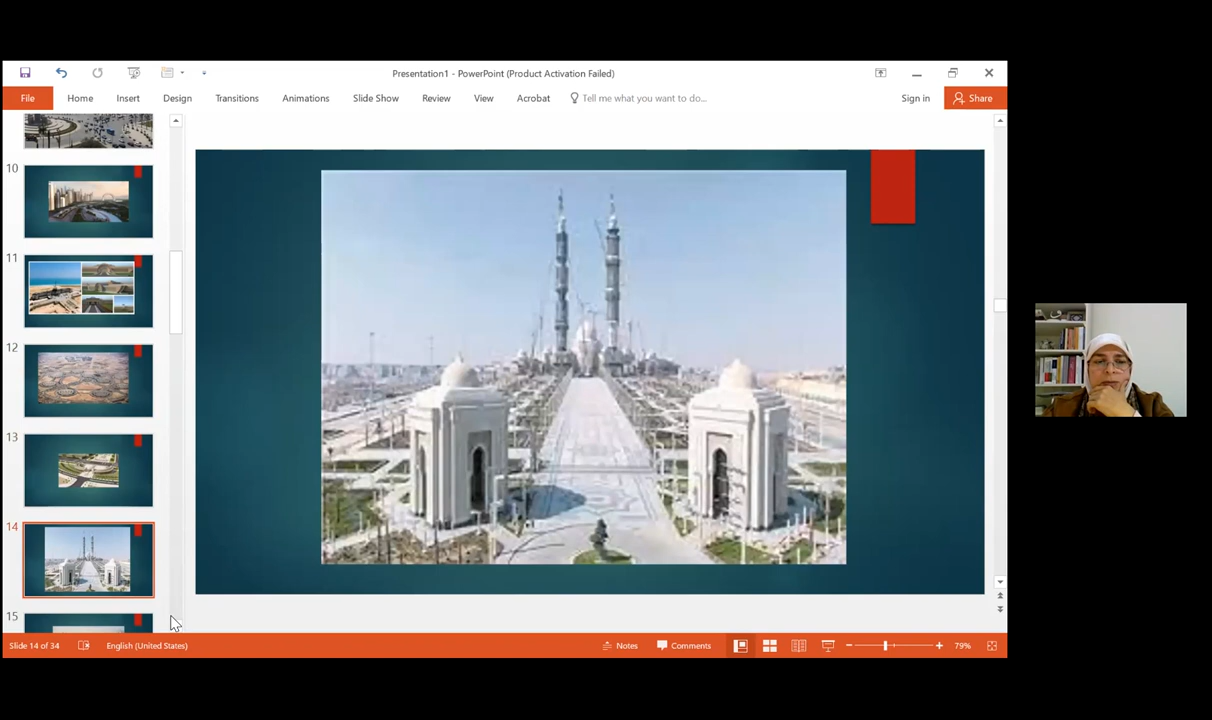 Presentation1 - PowerPoint (Product Activation Failed)
File Home Insert Design Transitions Animations Slide Show Review View Acrobat Tell me what you want to do... Sign in Share
10
11
12
13
14
15
Slide 14 of 34 English (United States) Notes Comments 79%